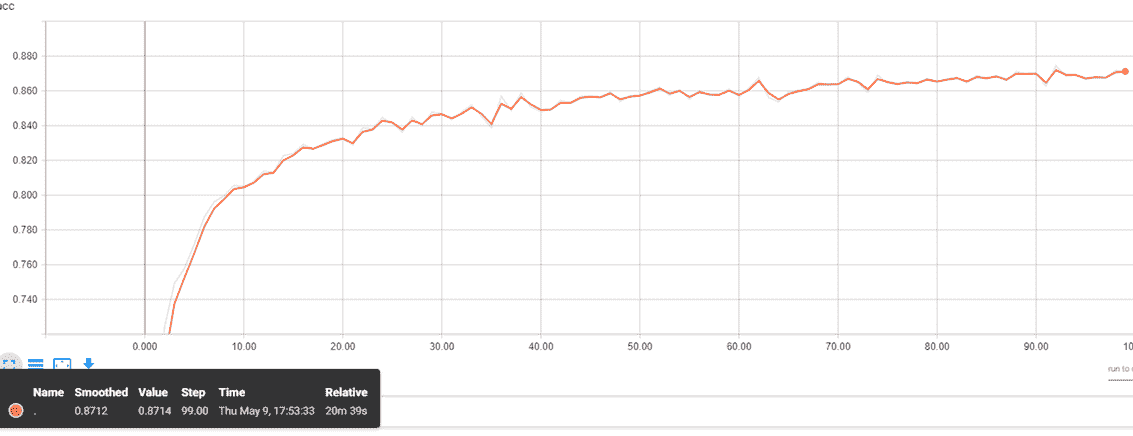 acc
0.880
0.860
0.840
0.820
0.800
0.780
0.760
0.740
0.000 10.00 20.00 30.00 40.00 50.00 60.00 70.00 80.00 90.00 10
run to
Name Smoothed Value Step Time Relative
. 0.8712 0.8714 99.00 Thu May 9, 17:53:33 20m 39s